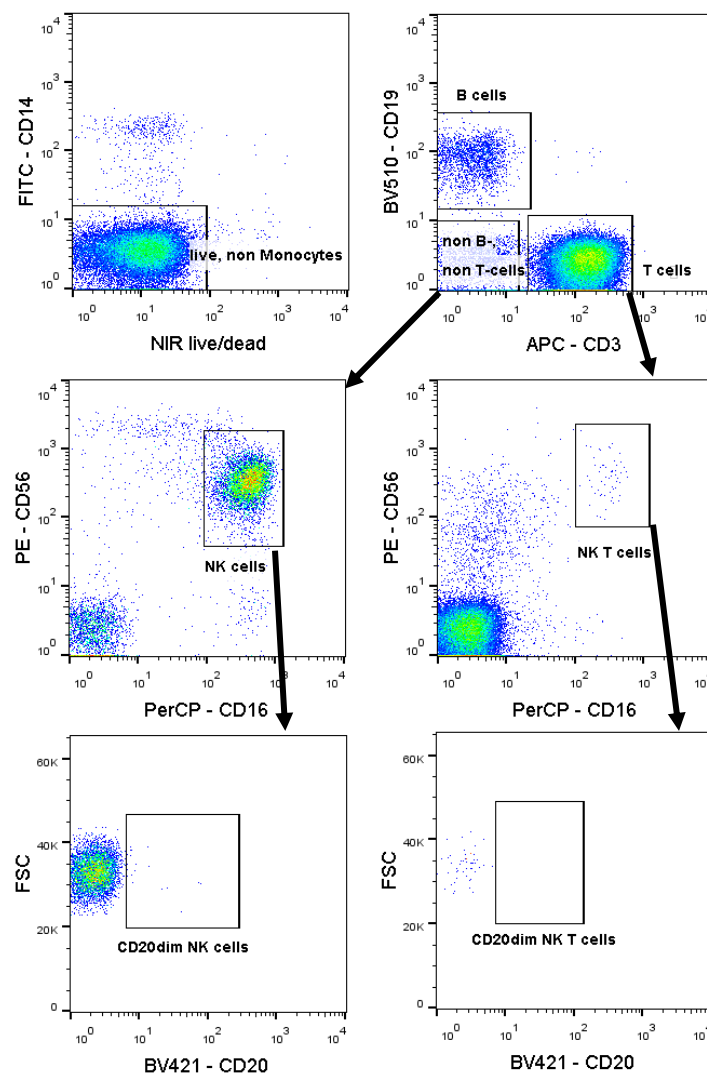 10^4
10^3
10^2
10^1
10^0
FITC - CD14
live, non Monocytes
10^0 10^1 10^2 10^3 10^4
NIR live/dead
10^4
10^3
10^2
10^1
10^0
BV510 - CD19
B cells
non B-,
non T-cells
T cells
10^0 10^1 10^2 10^3
APC - CD3
10^4
10^3
10^2
10^1
10^0
PE - CD56
NK cells
10^0 10^1 10^2 10^3 10^4
PerCP - CD16
10^4
10^3
10^2
10^1
10^0
PE - CD56
NK T cells
10^0 10^1 10^2 10^3
PerCP - CD16
60K
40K
20K
0
FSC
CD20dim NK cells
10^0 10^1 10^2 10^3 10^4
BV421 - CD20
60K
40K
20K
0
FSC
CD20dim NK T cells
10^0 10^1 10^2 10^3
BV421 - CD20